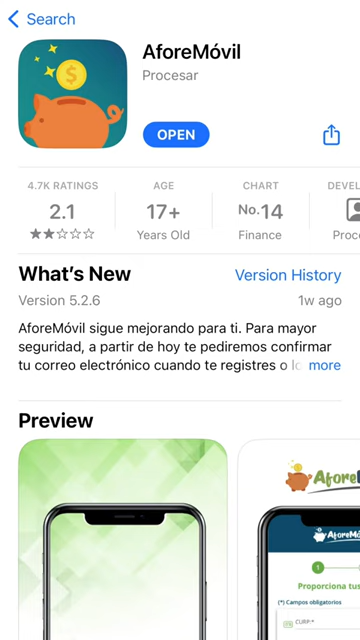 Search
AforeMóvil
Procesar
OPEN
4.7K RATINGS
2.1
AGE
17+
Years Old
CHART
No.14
Finance
DEVEL
Proce
What's New
Version History
Version 5.2.6
1w ago
AforeMóvil sigue mejorando para ti. Para mayor
seguridad, a partir de hoy te pediremos confirmar
tu correo electrónico cuando te registres o more
Preview
Afore
AforeMó
1
Proporciona tus
(*) Campos obligatorios
CURP:*